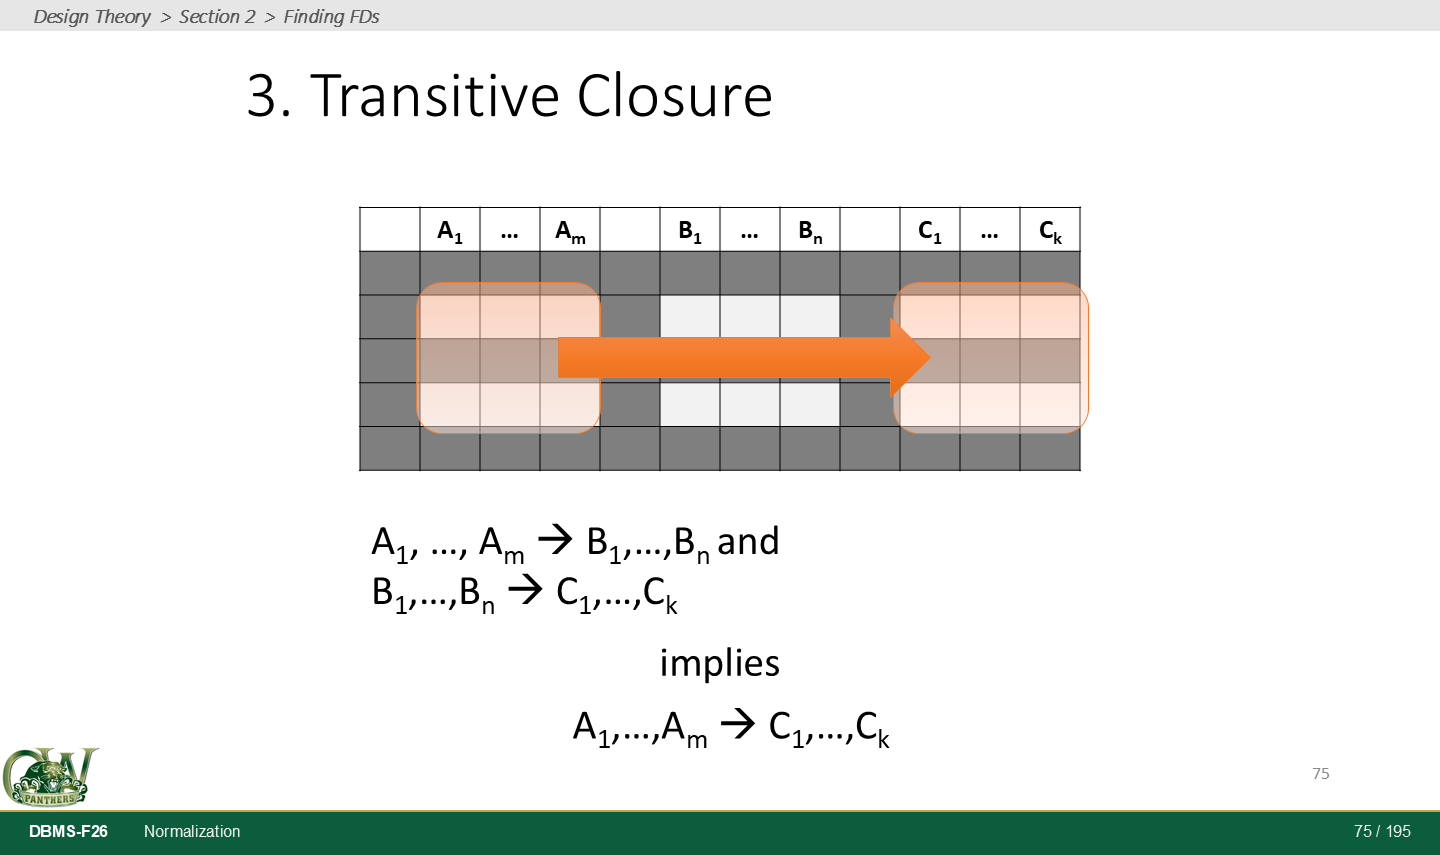 Design Theory > Section 2 > Finding FDs
3. Transitive Closure
A₁ … Aₘ B₁ … Bₙ C₁ … Cₖ
A₁, …, Aₘ → B₁,…,Bₙ and
B₁,…,Bₙ → C₁,…,Cₖ
implies
A₁,…,Aₘ → C₁,…,Cₖ
75
OW
PANTHERS
DBMS-F26 Normalization 75 / 195